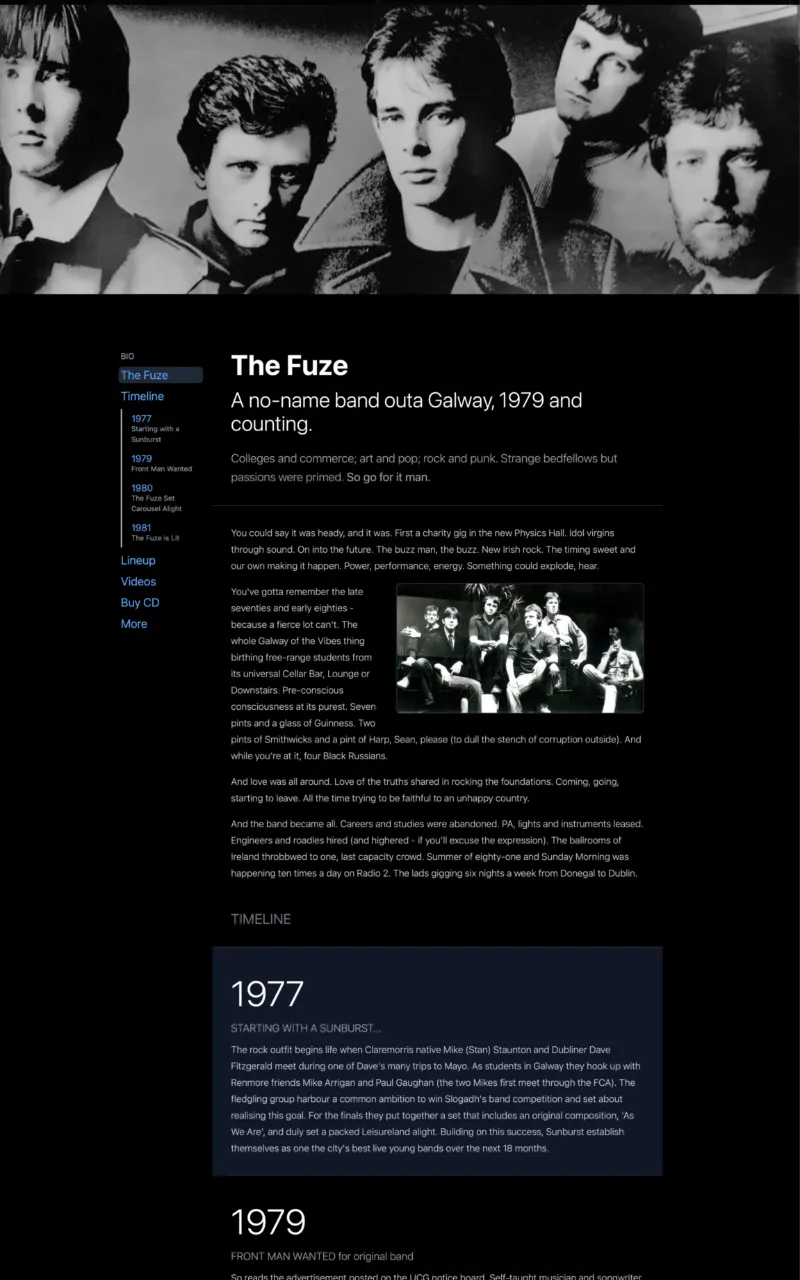 BIO
The Fuze
Timeline
1977
Starting with a
Sunburst
1979
Front Man Wanted
1980
The Fuze Set
Carousel Alight
1981
The Fuze is Lit
Lineup
Videos
Buy CD
More
The Fuze
A no-name band outa Galway, 1979 and
counting.
Colleges and commerce; art and pop; rock and punk. Strange bedfellows but
passions were primed. So go for it man.
You could say it was heady, and it was. First a charity gig in the new Physics Hall. Idol virgins
through sound. On into the future. The buzz man, the buzz. New Irish rock. The timing sweet and
our own making it happen. Power, performance, energy. Something could explode, hear.
You've gotta remember the late
seventies and early eighties -
because a fierce lot can't. The
whole Galway of the Vibes thing
birthing free-range students from
its universal Cellar Bar, Lounge or
Downstairs. Pre-conscious
consciousness at its purest. Seven
pints and a glass of Guinness. Two
pints of Smithwicks and a pint of Harp, Sean, please (to dull the stench of corruption outside). And
while you're at it, four Black Russians.
And love was all around. Love of the truths shared in rocking the foundations. Coming, going,
starting to leave. All the time trying to be faithful to an unhappy country.
And the band became all. Careers and studies were abandoned. PA, lights and instruments leased.
Engineers and roadies hired (and highered - if you'll excuse the expression). The ballrooms of
Ireland throbbwed to one, last capacity crowd. Summer of eighty-one and Sunday Morning was
happening ten times a day on Radio 2. The lads gigging six nights a week from Donegal to Dublin.
TIMELINE
1977
STARTING WITH A SUNBURST...
The rock outfit begins life when Claremorris native Mike (Stan) Staunton and Dubliner Dave
Fitzgerald meet during one of Dave's many trips to Mayo. As students in Galway they hook up with
Renmore friends Mike Arrigan and Paul Gaughan (the two Mikes first meet through the FCA). The
fledgling group harbour a common ambition to win Slogadh's band competition and set about
realising this goal. For the finals they put together a set that includes an original composition, 'As
We Are', and duly set a packed Leisureland alight. Building on this success, Sunburst establish
themselves as one the city's best live young bands over the next 18 months.
1979
FRONT MAN WANTED for original band
So reads the advertisement posted on the UCG notice board. Self-taught musician and songwriter